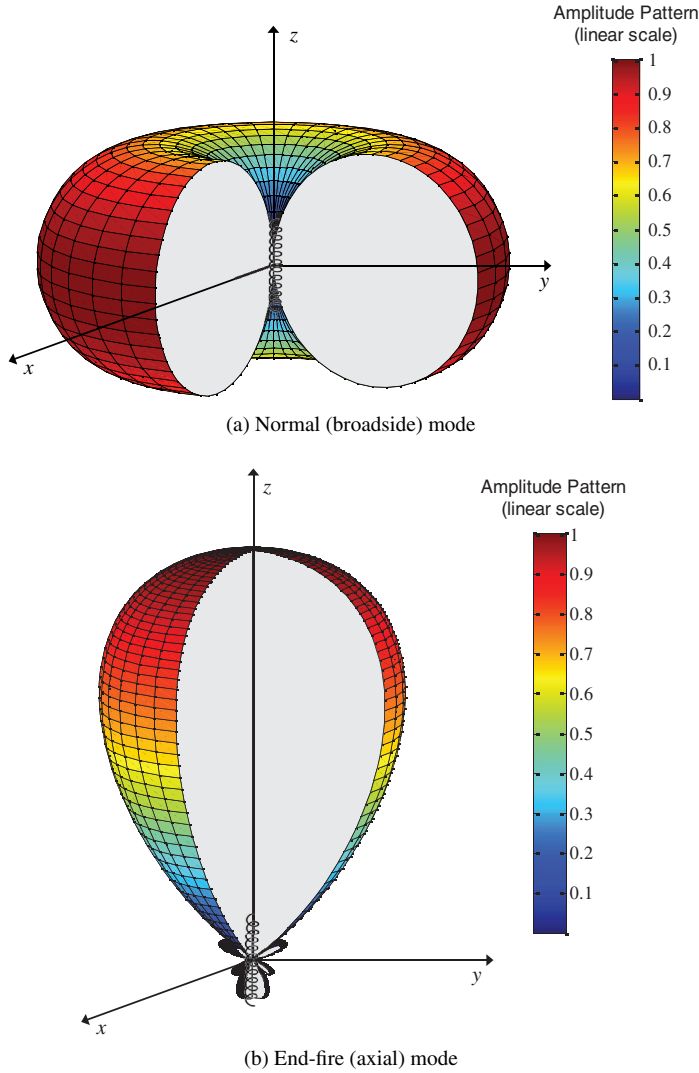 Amplitude Pattern
(linear scale)
z
1
0.9
0.8
0.7
0.6
0.5
0.4
0.3
0.2
0.1
y
x
(a) Normal (broadside) mode
z
Amplitude Pattern
(linear scale)
1
0.9
0.8
0.7
0.6
0.5
0.4
0.3
0.2
0.1
y
x
(b) End-fire (axial) mode